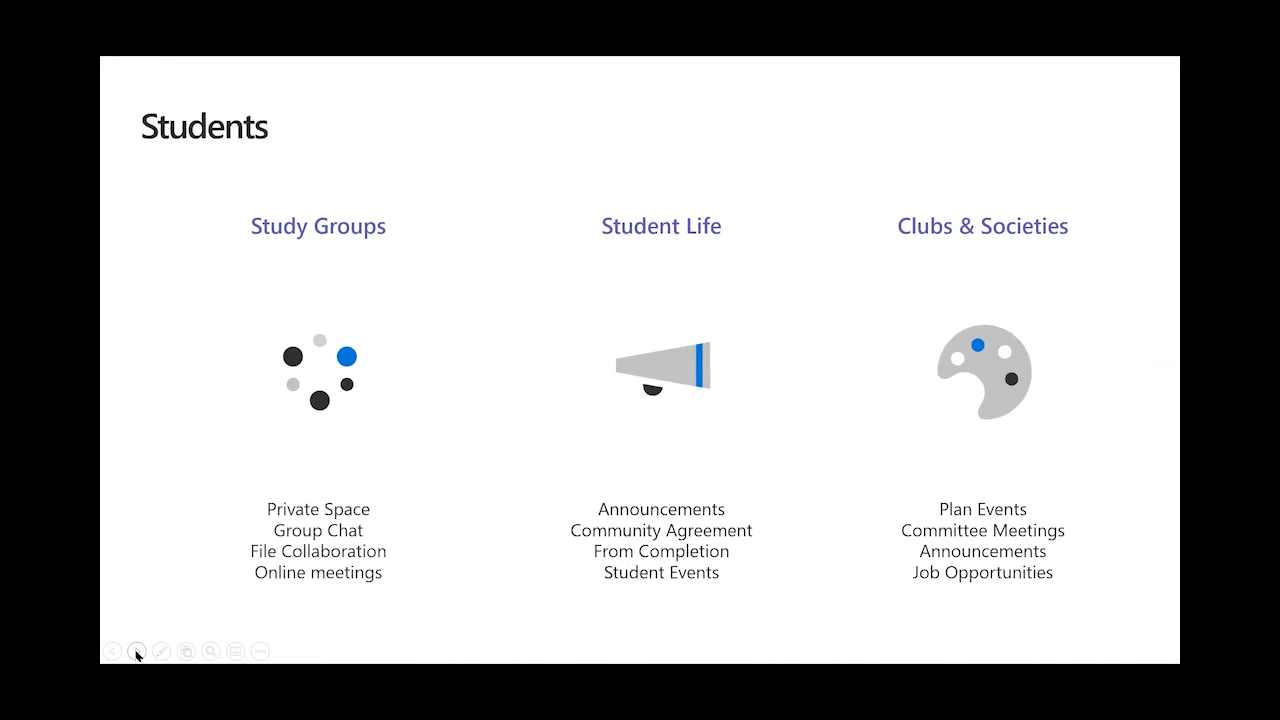 Students
Study Groups
Private Space
Group Chat
File Collaboration
Online meetings
Student Life
Announcements
Community Agreement
From Completion
Student Events
Clubs & Societies
Plan Events
Committee Meetings
Announcements
Job Opportunities